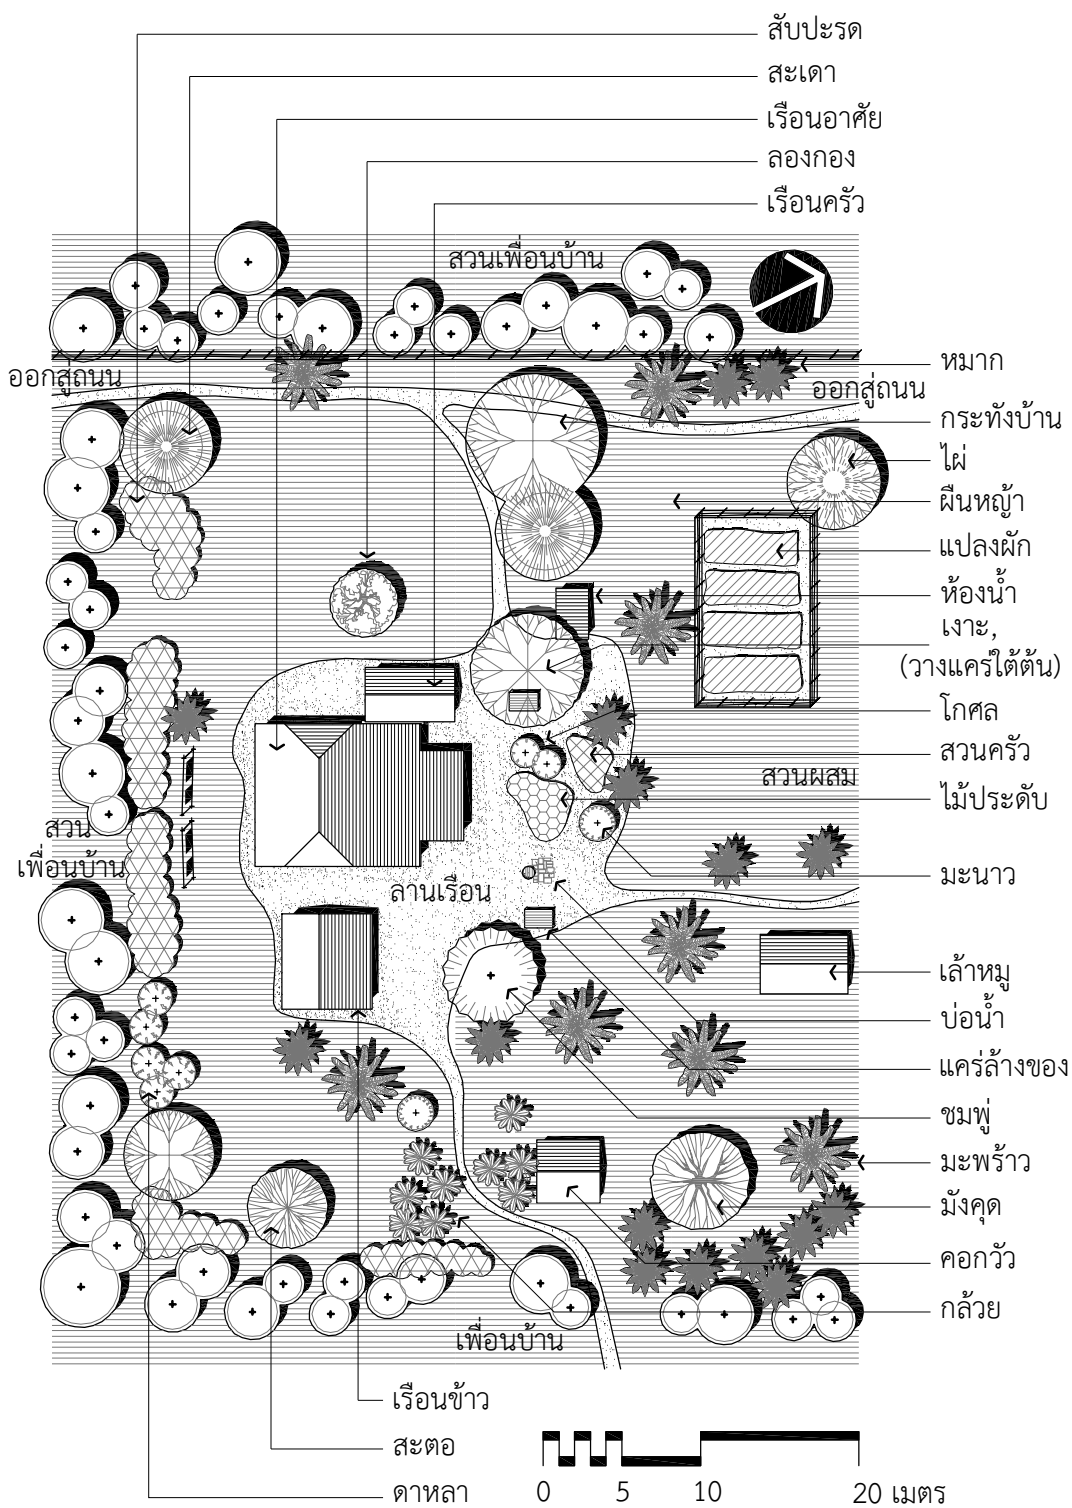 สับปะรด
สะเดา
เรือนอาศัย
ลองกอง
เรือนครัว
สวนเพื่อนบ้าน
หมาก
ออกสู่ถนน
ออกสู่ถนน
กระทังบ้าน
ไผ่
ผืนหญ้า
แปลงผัก
ห้องน้ำ
เงาะ,
(วางแคร่ใต้ต้น)
โกศล
สวนครัว
สวนผสม
ไม้ประดับ
สวน
เพื่อนบ้าน
มะนาว
ลานเรือน
เล้าหมู
บ่อน้ำ
แคร่ล้างของ
ชมพู่
มะพร้าว
มังคุด
คอกวัว
กล้วย
เพื่อนบ้าน
เรือนข้าว
สะตอ
ดาหลา
0 5 10 20 เมตร